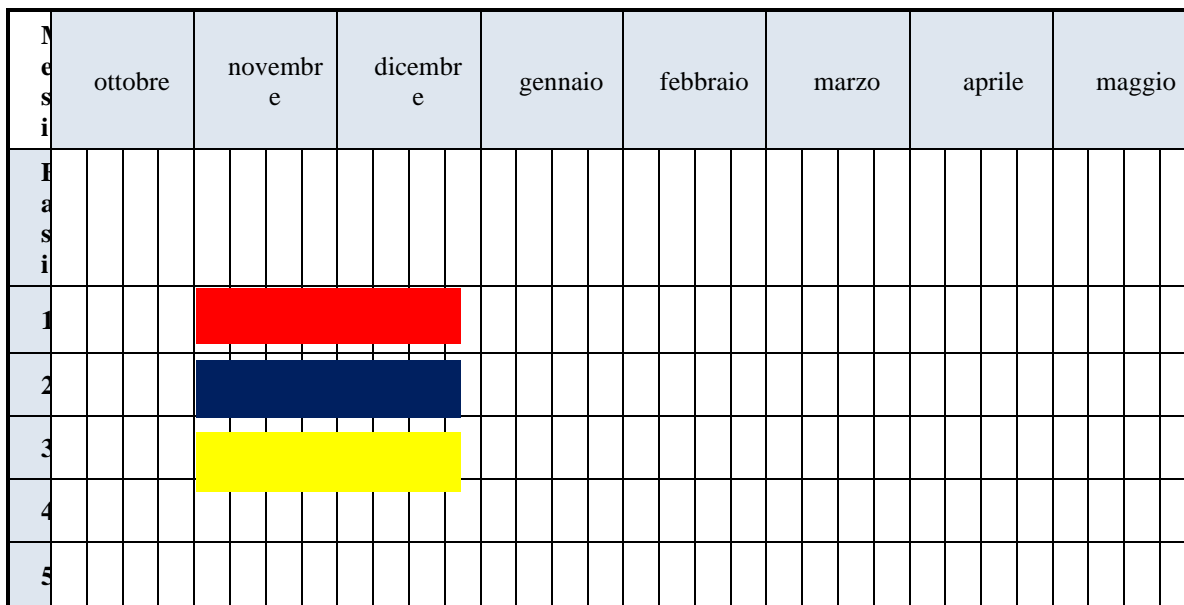 M
e
s
i
ottobre
novembr
e
dicembr
e
gennaio
febbraio
marzo
aprile
maggio
F
a
s
i
1
2
3
4
5